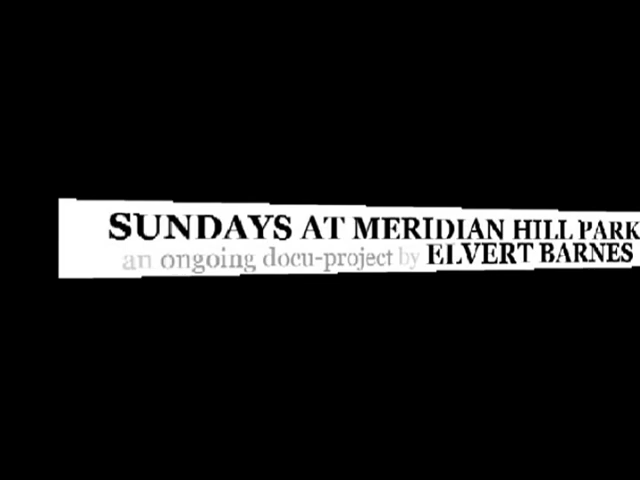 SUNDAYS AT MERIDIAN HILL PARK
an ongoing docu-project by ELVERT BARNES